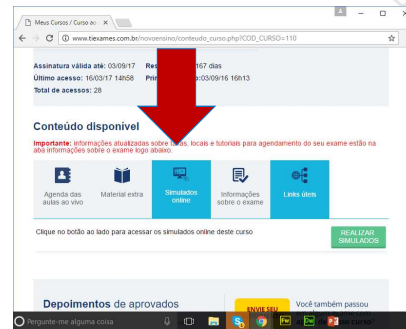 Meus Cursos / Curso ao
www.tiexames.com.br/novoensino/conteudo_curso.php?COD_CURSO=110
Assinatura válida até: 03/09/17 167 dias
Último acesso: 16/03/17 14h58 03/09/16 16h13
Total de acessos: 28
Conteúdo disponível
Importante: informações atualizadas sobre locais e tutoriais para agendamento do seu exame estão na
aba informações sobre o exame logo abaixo.
Agenda das
aulas ao vivo
Material extra
Simulados
online
Informações
sobre o exame
Links úteis
Clique no botão ao lado para acessar os simulados online deste curso
REALIZAR
SIMULADOS
Depoimentos de aprovados
ENVIE SEU
Você também passou
Pergunte-me alguma coisa
Fw
Dw